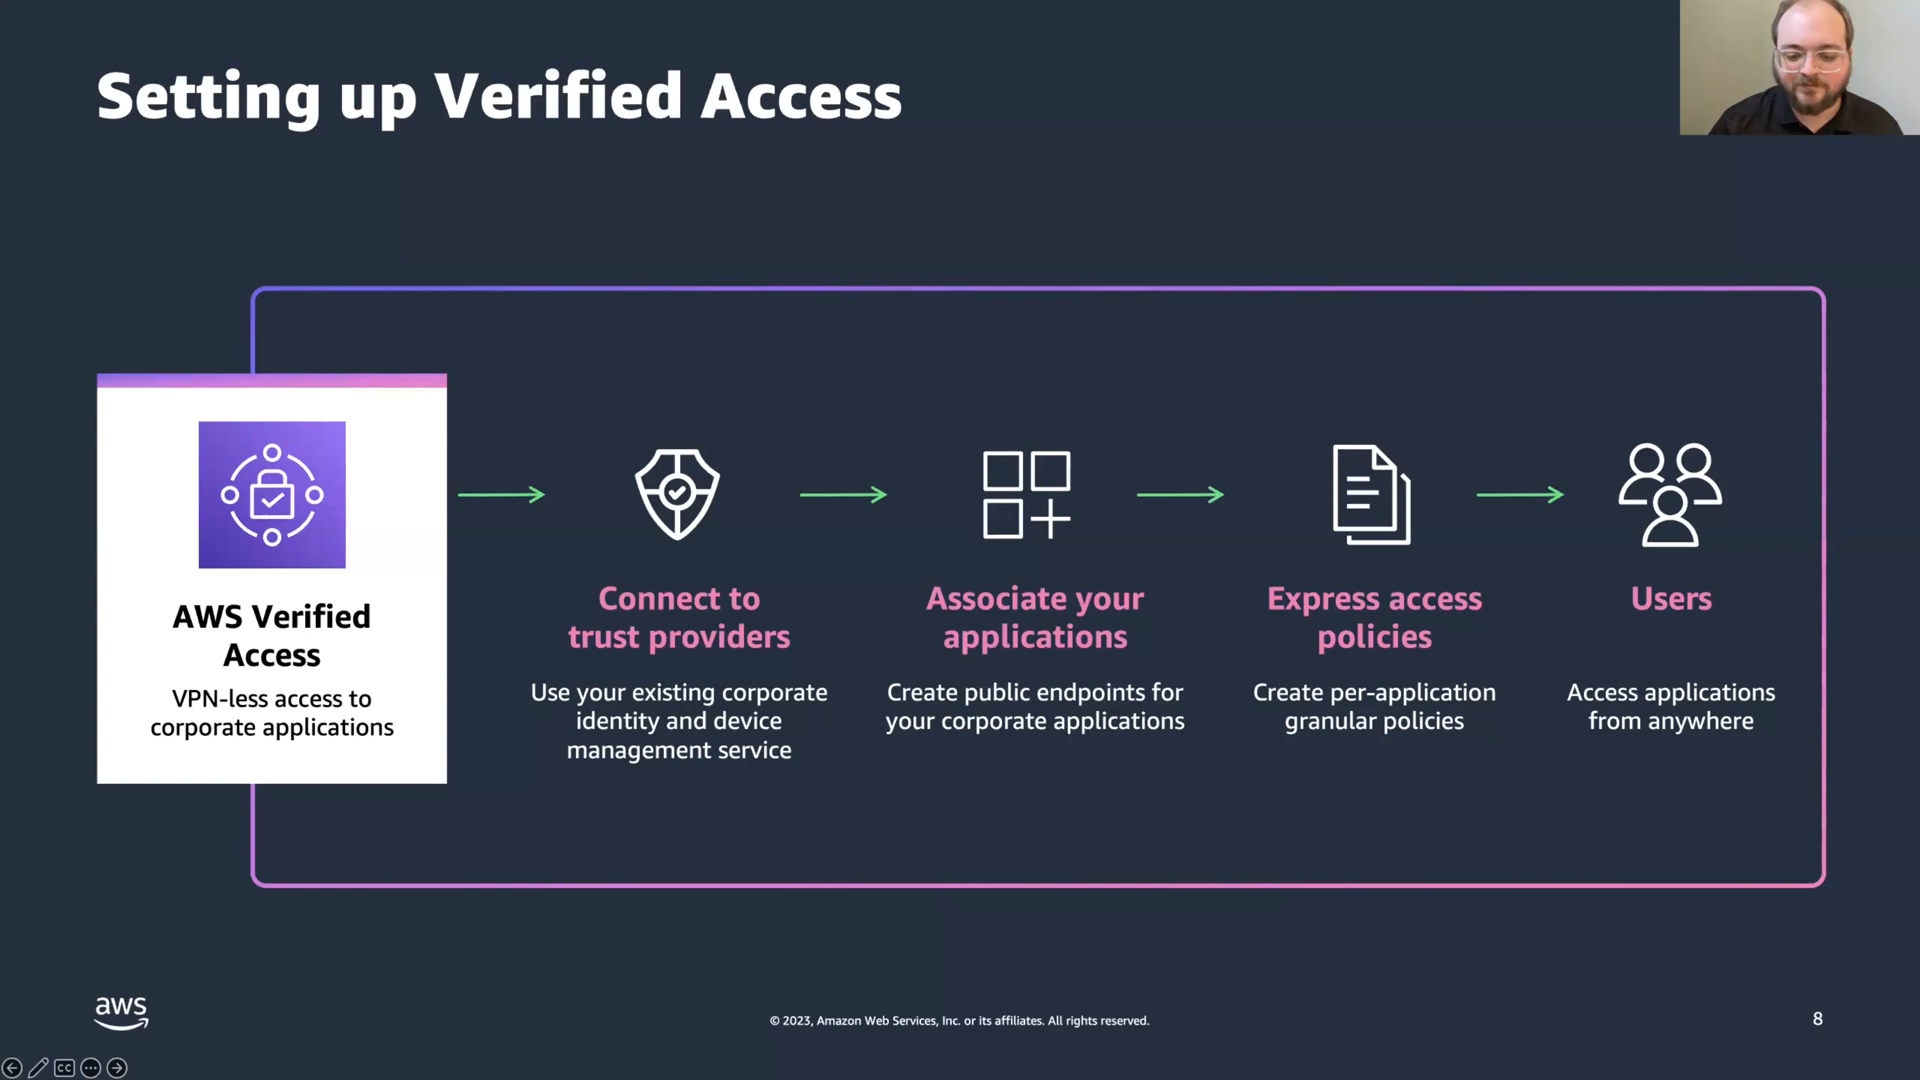 Setting up Verified Access
AWS Verified
Access
VPN-less access to
corporate applications
Connect to
trust providers
Use your existing corporate
identity and device
management service
Associate your
applications
Create public endpoints for
your corporate applications
Express access
policies
Create per-application
granular policies
Users
Access applications
from anywhere
aws
© 2023, Amazon Web Services, Inc. or its affiliates. All rights reserved.
8
CC